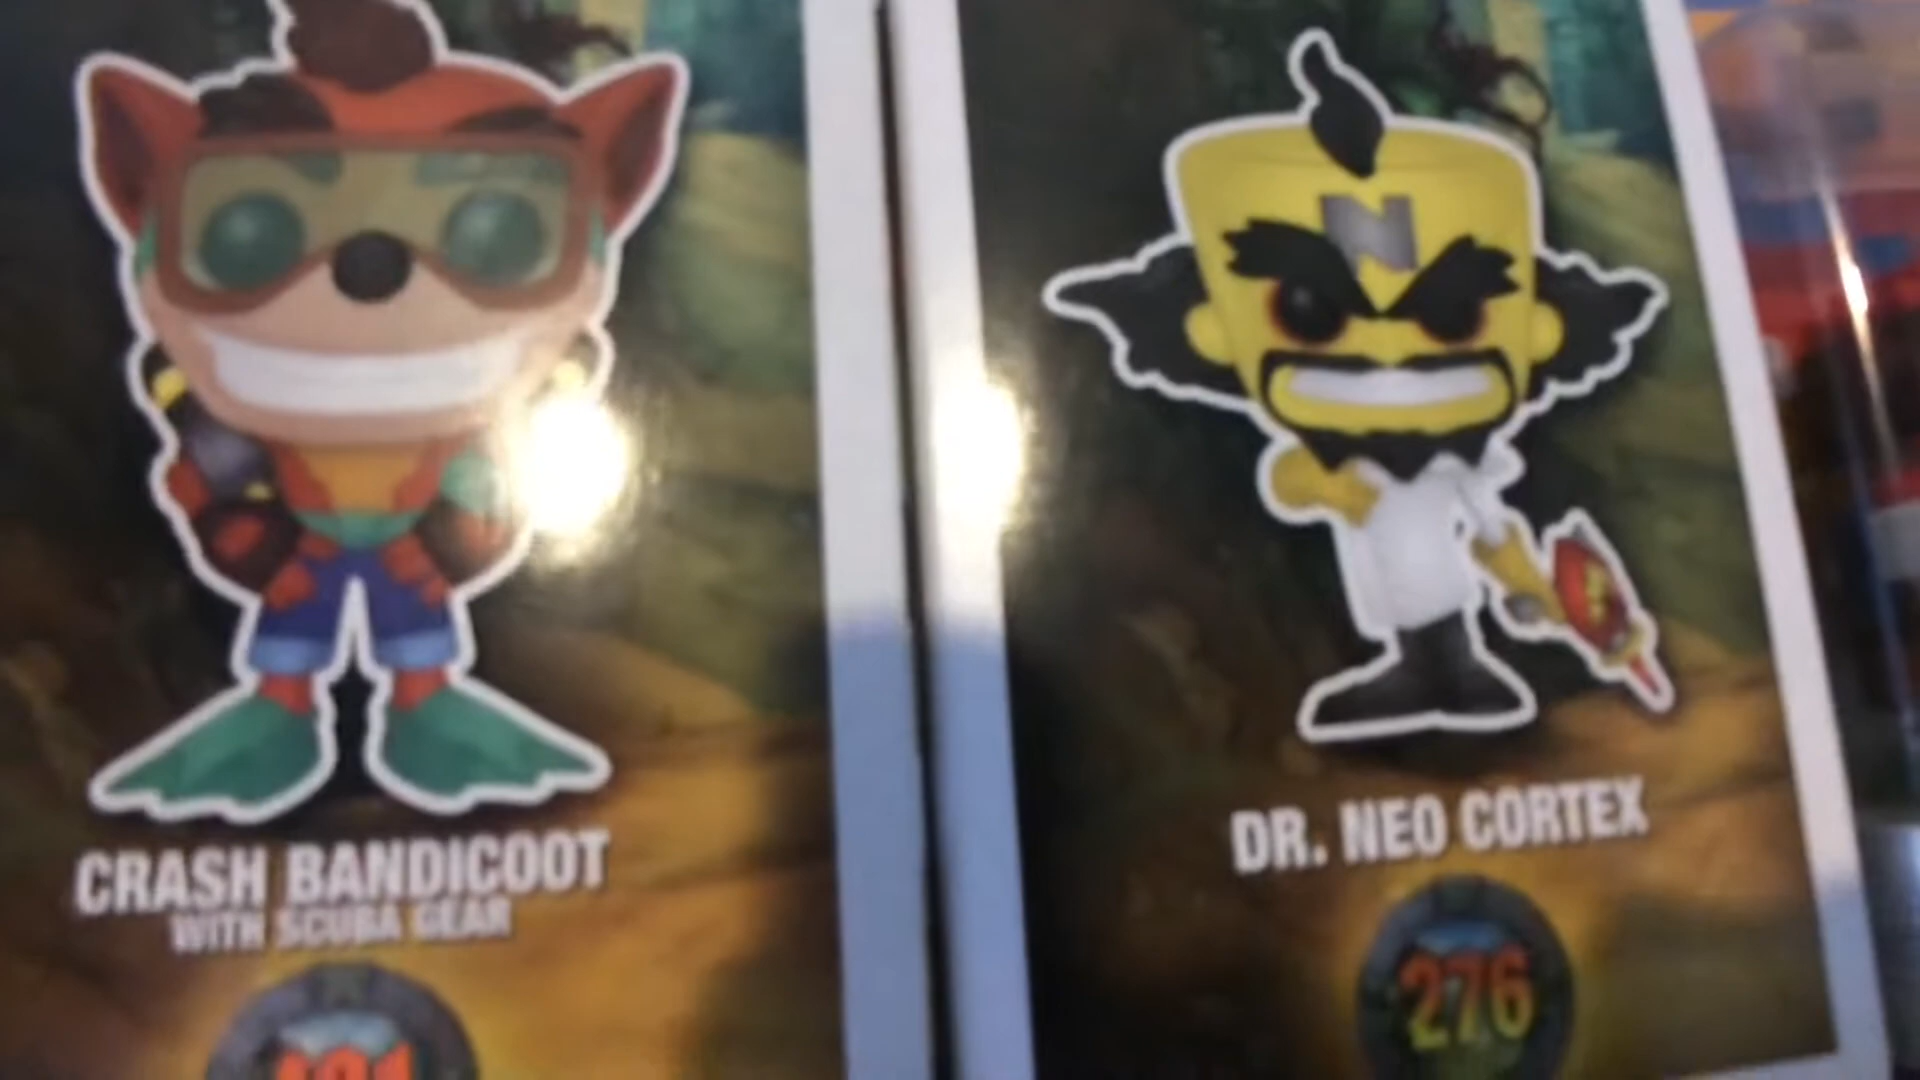 N
CRASH BANDICOOT
WITH SCUBA GEAR
DR. NEO CORTEX
276